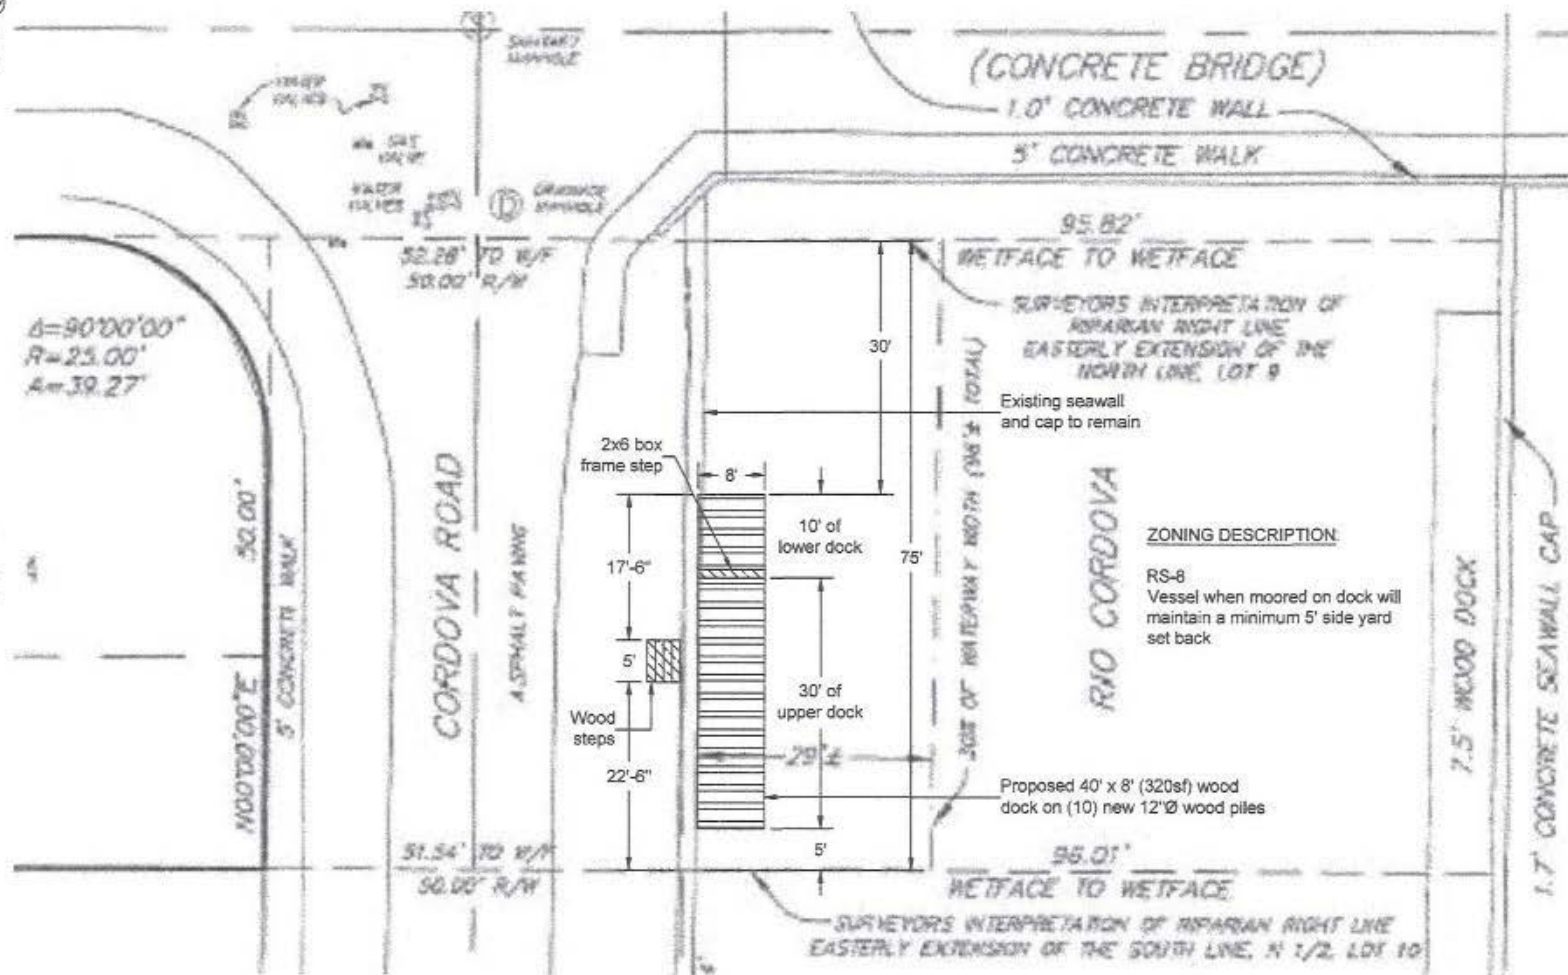 SANITARY
MANHOLE
(CONCRETE BRIDGE)
1.0' CONCRETE WALL
5' CONCRETE WALK
WATER
VALVES
GAS
VALVE
WATER
VALVES
D
DRAINAGE
MANHOLE
52.28' TO W/F
50.00' R/W
95.82'
WETFACE TO WETFACE
SURVEYORS INTERPRETATION OF
RIPARIAN RIGHT LINE
EASTERLY EXTENSION OF THE
NORTH LINE, LOT 9
Δ=90°00'00"
R=25.00'
A=39.27'
30'
Existing seawall
and cap to remain
2x6 box
frame step
8'
10' of
lower dock
17'-6"
75'
5'
30' of
upper dock
Wood
steps
22'-6"
29'±
5'
50.00'
N00°00'00"E
5' CONCRETE WALK
CORDOVA ROAD
ASPHALT PAVING
30% OF WATERWAY WIDTH (96'± TOTAL)
RIO CORDOVA
ZONING DESCRIPTION:
RS-8
Vessel when moored on dock will
maintain a minimum 5' side yard
set back
7.5' WOOD DOCK
1.7' CONCRETE SEAWALL CAP
Proposed 40' x 8' (320sf) wood
dock on (10) new 12"Ø wood piles
51.54' TO W/F
50.00' R/W
96.01'
WETFACE TO WETFACE
SURVEYORS INTERPRETATION OF RIPARIAN RIGHT LINE
EASTERLY EXTENSION OF THE SOUTH LINE, N 1/2, LOT 10